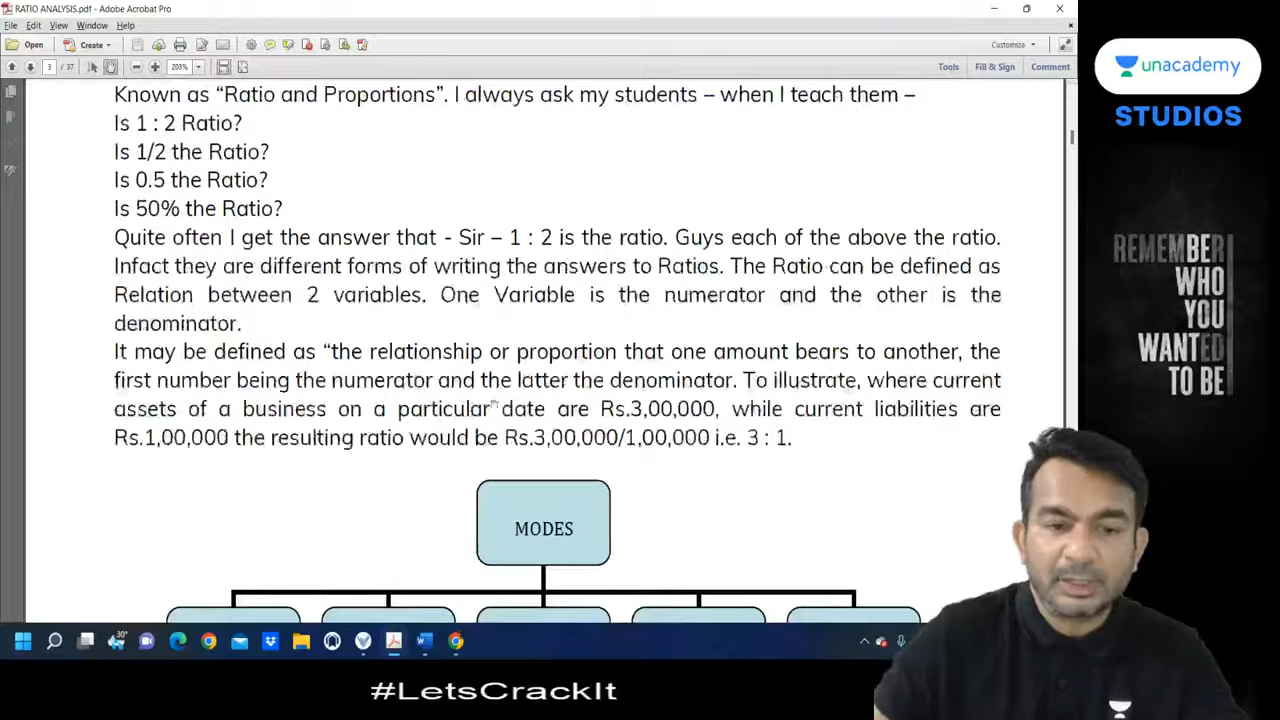 RATIO ANALYSIS.pdf - Adobe Acrobat Pro
File Edit View Window Help
Open Create Customize
3 / 37 203% Tools Fill & Sign Comment
Known as “Ratio and Proportions”. I always ask my students – when I teach them –
Is 1 : 2 Ratio?
Is 1/2 the Ratio?
Is 0.5 the Ratio?
Is 50% the Ratio?
Quite often I get the answer that - Sir – 1 : 2 is the ratio. Guys each of the above the ratio.
Infact they are different forms of writing the answers to Ratios. The Ratio can be defined as
Relation between 2 variables. One Variable is the numerator and the other is the
denominator.
It may be defined as “the relationship or proportion that one amount bears to another, the
first number being the numerator and the latter the denominator. To illustrate, where current
assets of a business on a particular date are Rs.3,00,000, while current liabilities are
Rs.1,00,000 the resulting ratio would be Rs.3,00,000/1,00,000 i.e. 3 : 1.
MODES
30°
#LetsCrackIt
unacademy
STUDIOS
REMEMBER
WHO
YOU
WANTED
TO BE